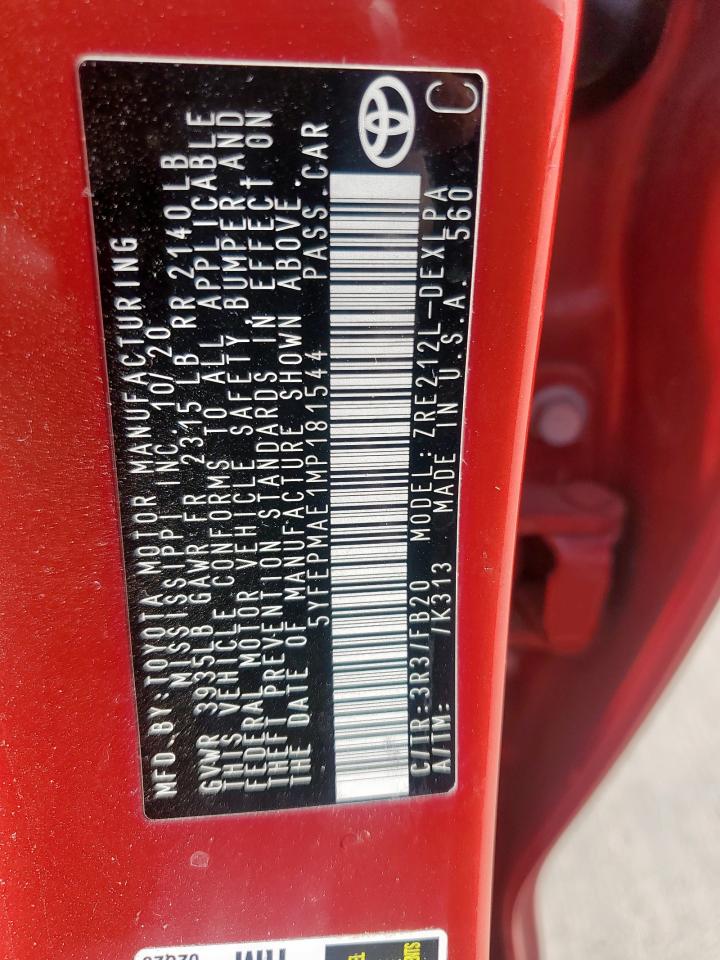 MFD.BY:TOYOTA MOTOR MANUFACTURING
MISSISSIPPI INC. 10/20
GVWR 3935LB GAWR FR 2315 LB RR 2140LB
THIS VEHICLE CONFORMS TO ALL APPLICABLE
FEDERAL MOTOR VEHICLE SAFETY, BUMPER, AND
THEFT PREVENTION STANDARDS IN EFFECT ON
THE DATE OF MANUFACTURE SHOWN ABOVE.
5YFEPMAE1MP181544 PASS.CAR
C/TR:3R3/FB20 MODEL:ZRE212L-DEXLPA
A/TM: /K313 MADE IN U.S.A. 560
C